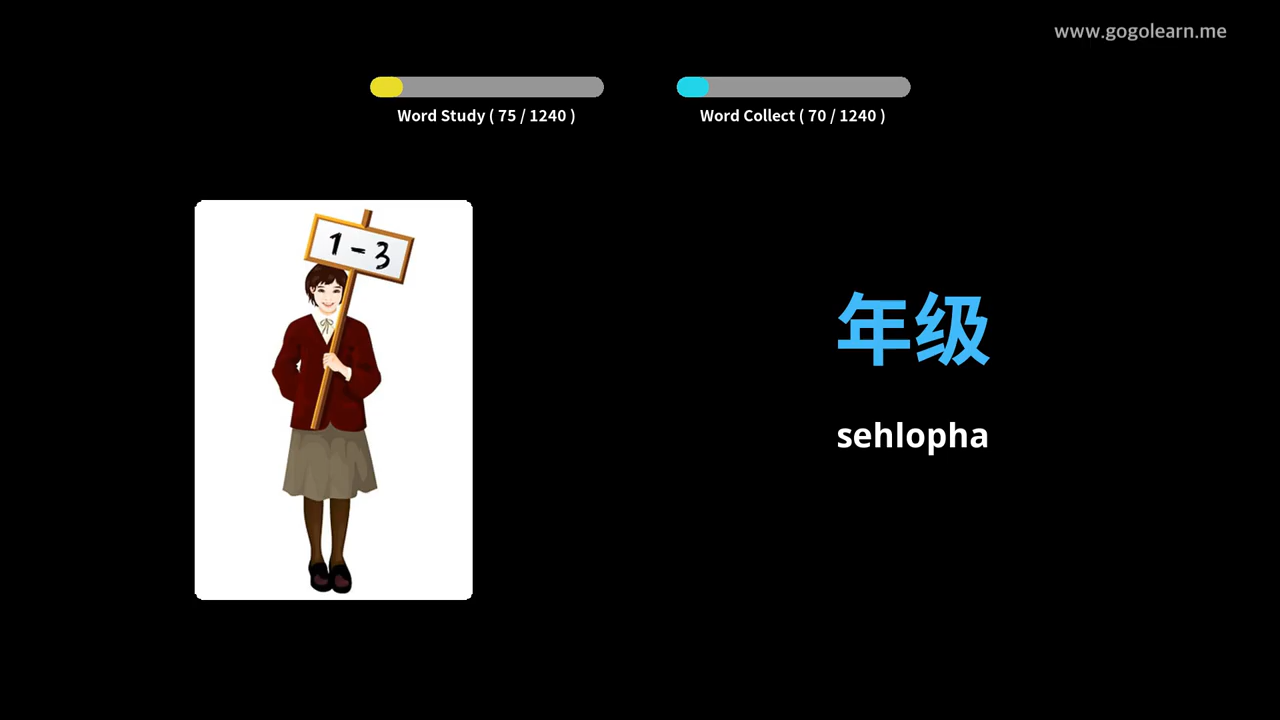 www.gogolearn.me
Word Study ( 75 / 1240 )
Word Collect ( 70 / 1240 )
1 - 3
年级
sehlopha